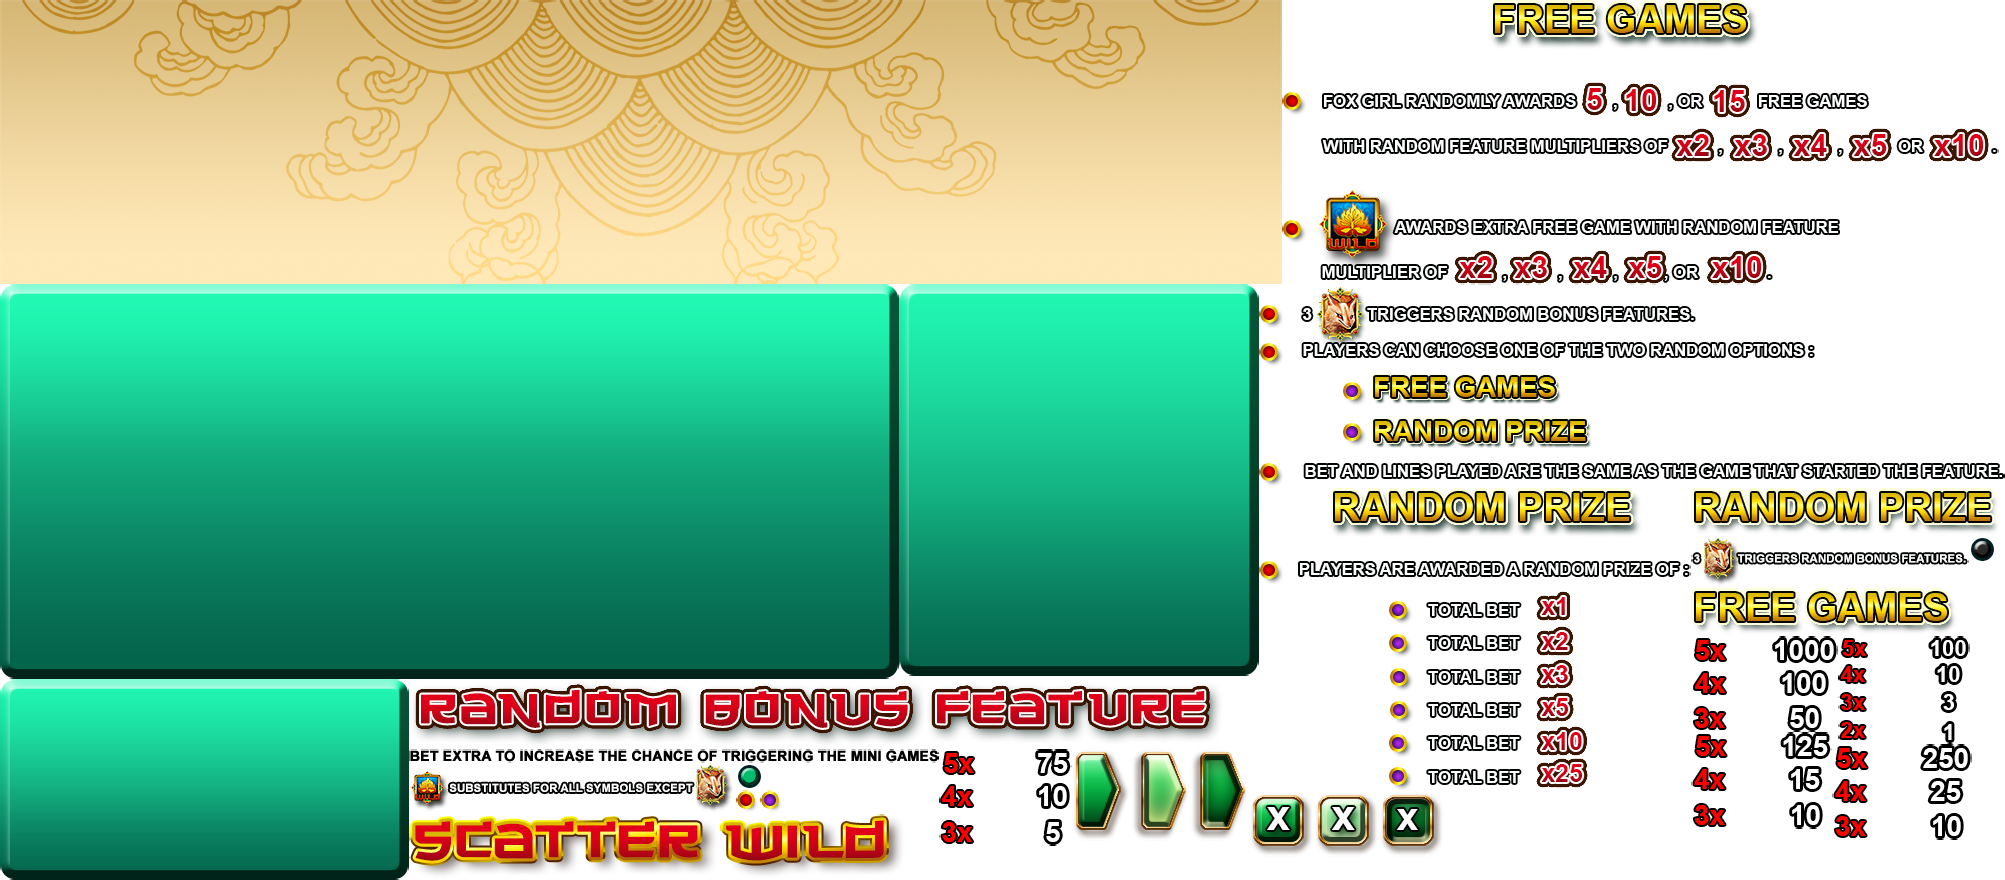 FREE GAMES
FOX GIRL RANDOMLY AWARDS 5 , 10 , OR 15 FREE GAMES
WITH RANDOM FEATURE MULTIPLIERS OF x2 , x3 , x4 , x5 OR x10 .
WILD AWARDS EXTRA FREE GAME WITH RANDOM FEATURE
MULTIPLIER OF x2 , x3 , x4 , x5, OR x10 .
3 TRIGGERS RANDOM BONUS FEATURES.
PLAYERS CAN CHOOSE ONE OF THE TWO RANDOM OPTIONS :
FREE GAMES
RANDOM PRIZE
BET AND LINES PLAYED ARE THE SAME AS THE GAME THAT STARTED THE FEATURE.
RANDOM PRIZE
PLAYERS ARE AWARDED A RANDOM PRIZE OF :
TOTAL BET x1
TOTAL BET x2
TOTAL BET x3
TOTAL BET x5
TOTAL BET x10
TOTAL BET x25
RANDOM PRIZE
3 TRIGGERS RANDOM BONUS FEATURES.
FREE GAMES
5x 1000
4x 100
3x 50
5x 125
4x 15
3x 10
5x 100
4x 10
3x 3
2x 1
5x 250
4x 25
3x 10
RANDOM BONUS FEATURE
BET EXTRA TO INCREASE THE CHANCE OF TRIGGERING THE MINI GAMES
WILD SUBSTITUTES FOR ALL SYMBOLS EXCEPT
SCATTER WILD
5x 75
4x 10
3x 5
X X X